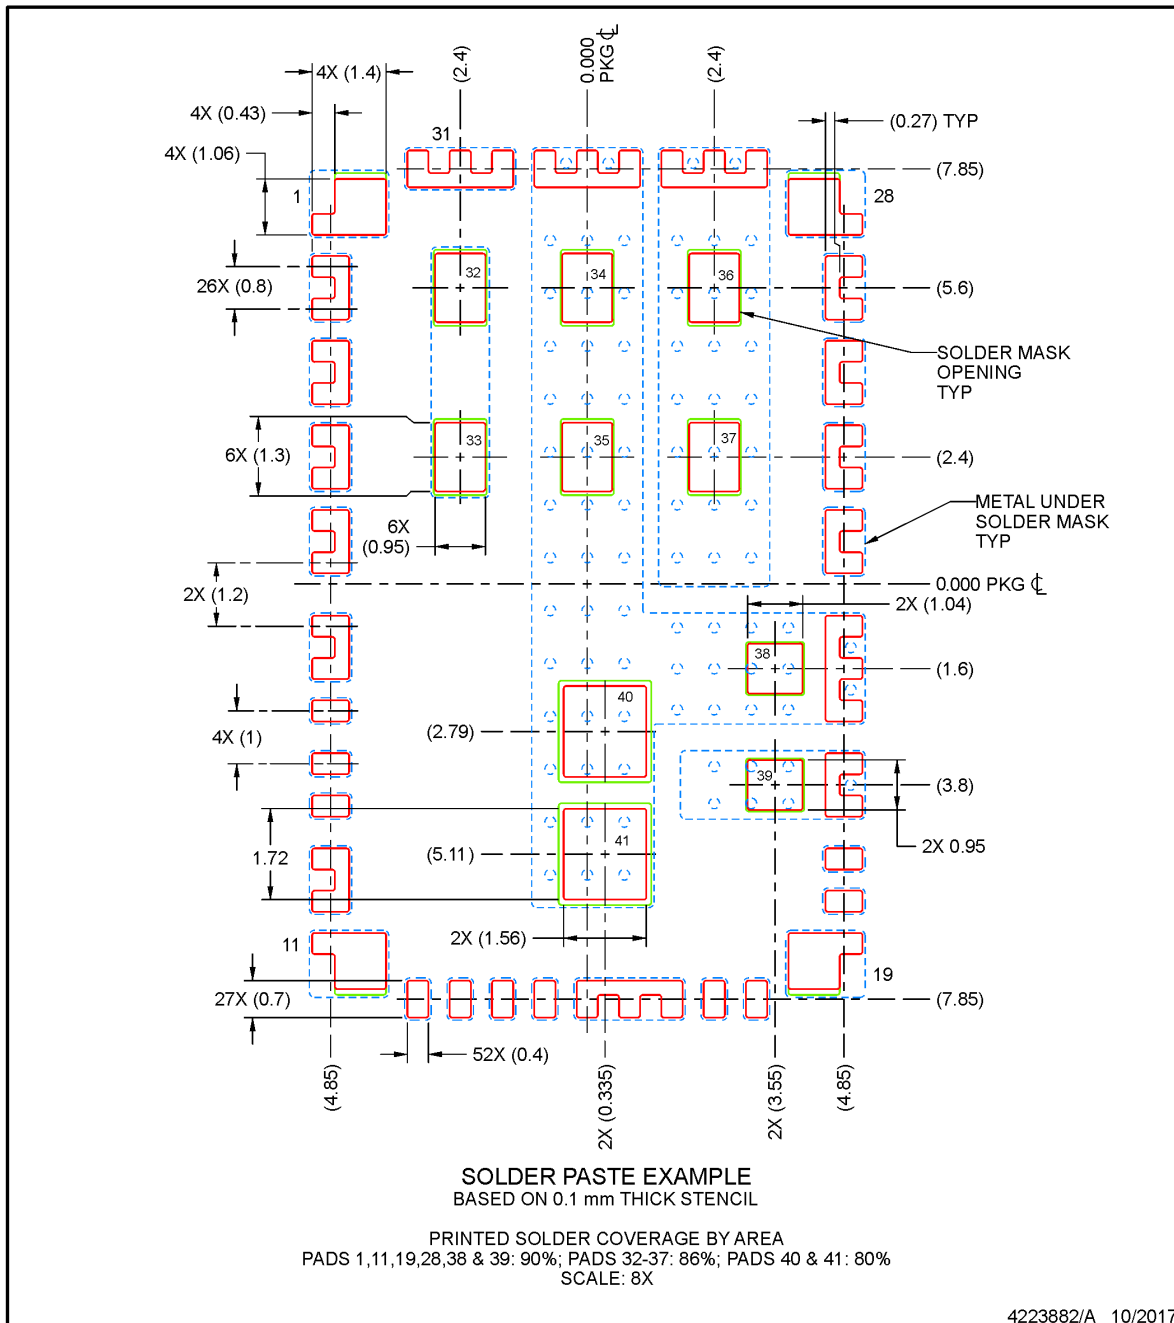 (2.4)
0.000
PKG ℄
(2.4)
4X (1.4)
4X (0.43)
31
(0.27) TYP
4X (1.06)
(7.85)
1
28
32
34
36
26X (0.8)
(5.6)
SOLDER MASK
OPENING
TYP
33
35
37
6X (1.3)
(2.4)
METAL UNDER
SOLDER MASK
TYP
6X
(0.95)
0.000 PKG ℄
2X (1.2)
2X (1.04)
38
(1.6)
40
4X (1)
(2.79)
39
(3.8)
41
1.72
(5.11)
2X 0.95
2X (1.56)
11
19
27X (0.7)
(7.85)
52X (0.4)
(4.85)
2X (0.335)
2X (3.55)
(4.85)
SOLDER PASTE EXAMPLE
BASED ON 0.1 mm THICK STENCIL
PRINTED SOLDER COVERAGE BY AREA
PADS 1,11,19,28,38 & 39: 90%; PADS 32-37: 86%; PADS 40 & 41: 80%
SCALE: 8X
4223882/A 10/2017